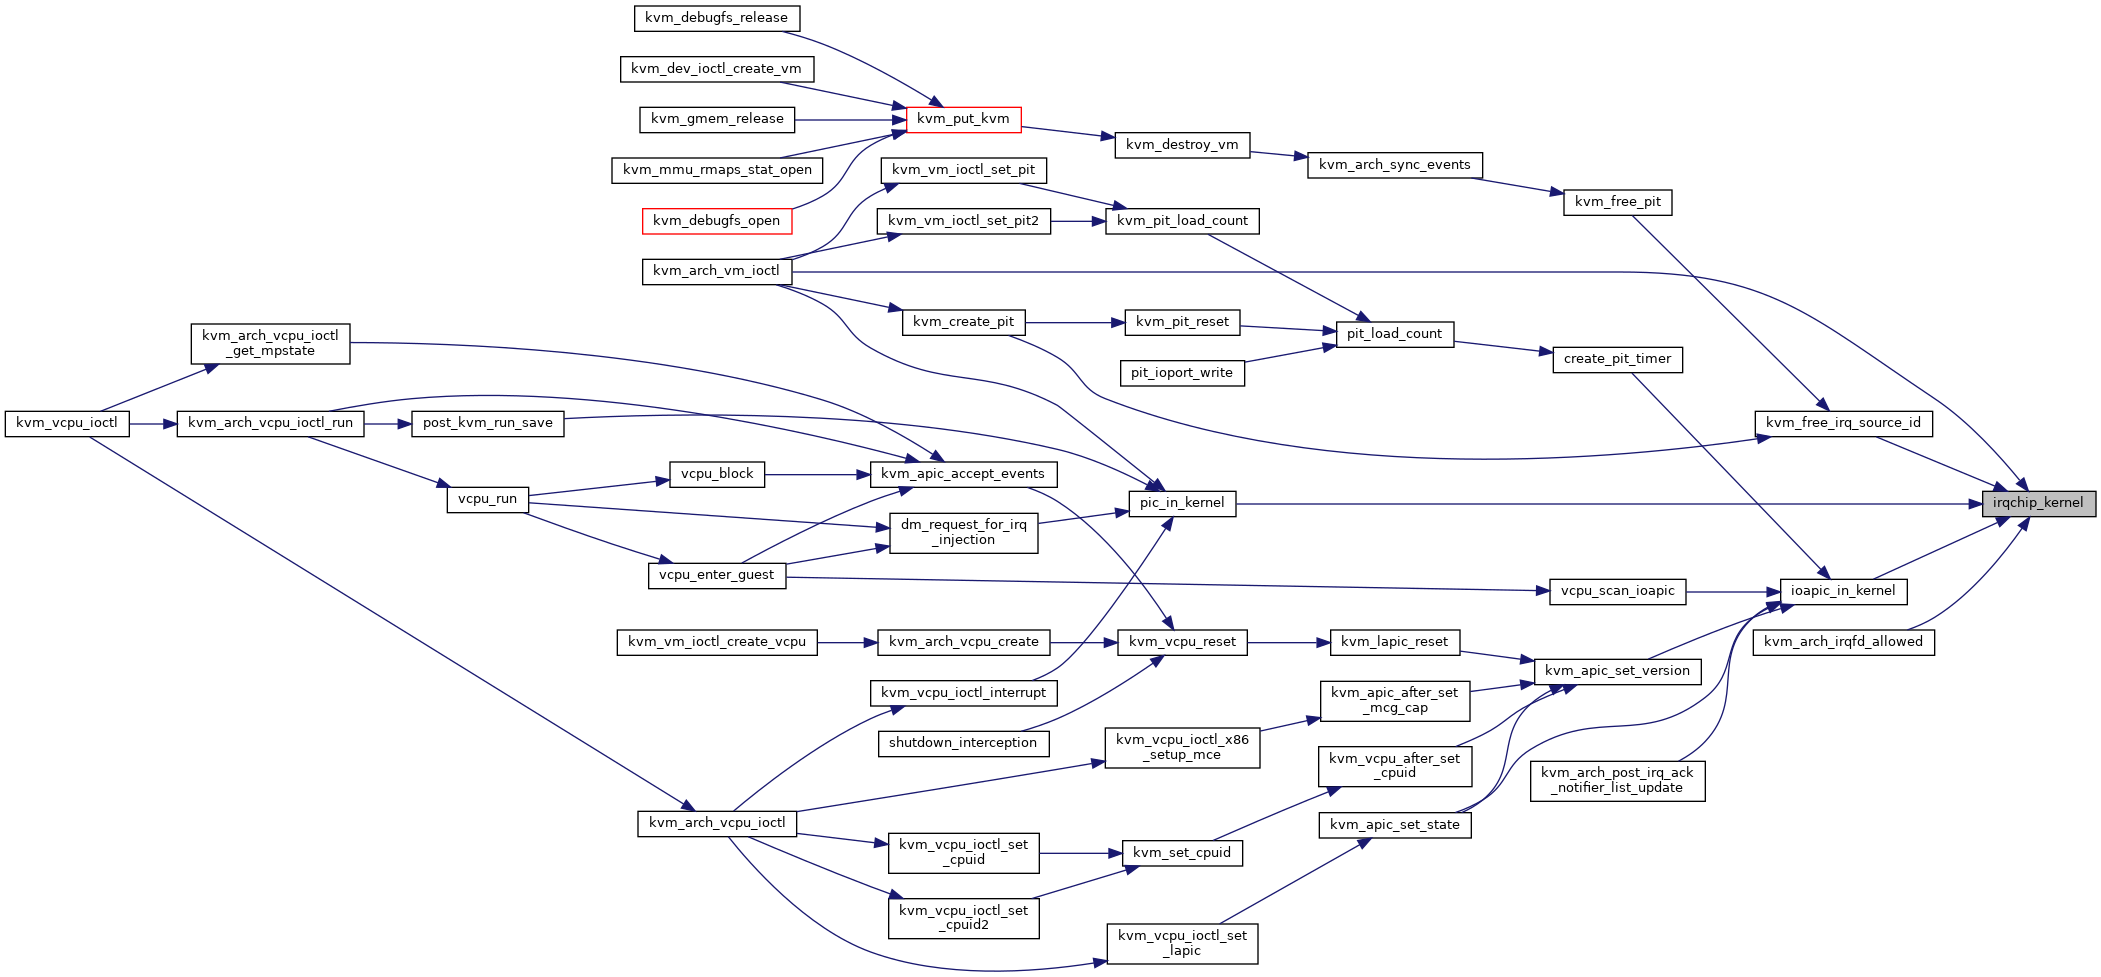 kvm_debugfs_release
kvm_dev_ioctl_create_vm
kvm_gmem_release
kvm_put_kvm
kvm_destroy_vm
kvm_mmu_rmaps_stat_open
kvm_vm_ioctl_set_pit
kvm_arch_sync_events
kvm_free_pit
kvm_debugfs_open
kvm_vm_ioctl_set_pit2
kvm_pit_load_count
kvm_arch_vm_ioctl
kvm_create_pit
kvm_pit_reset
pit_load_count
kvm_arch_vcpu_ioctl
_get_mpstate
pit_ioport_write
create_pit_timer
kvm_vcpu_ioctl
kvm_arch_vcpu_ioctl_run
post_kvm_run_save
kvm_free_irq_source_id
vcpu_block
kvm_apic_accept_events
vcpu_run
pic_in_kernel
irqchip_kernel
dm_request_for_irq
_injection
vcpu_enter_guest
vcpu_scan_ioapic
ioapic_in_kernel
kvm_vm_ioctl_create_vcpu
kvm_arch_vcpu_create
kvm_vcpu_reset
kvm_lapic_reset
kvm_arch_irqfd_allowed
kvm_apic_set_version
kvm_vcpu_ioctl_interrupt
kvm_apic_after_set
_mcg_cap
shutdown_interception
kvm_vcpu_ioctl_x86
_setup_mce
kvm_vcpu_after_set
_cpuid
kvm_arch_post_irq_ack
_notifier_list_update
kvm_arch_vcpu_ioctl
kvm_apic_set_state
kvm_vcpu_ioctl_set
_cpuid
kvm_set_cpuid
kvm_vcpu_ioctl_set
_cpuid2
kvm_vcpu_ioctl_set
_lapic